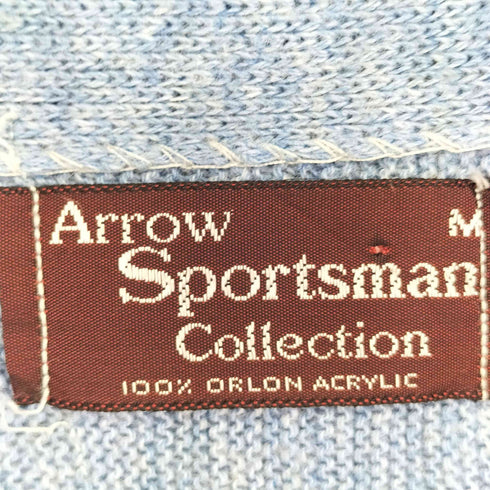 Arrow M
Sportsman
Collection
100% ORLON ACRYLIC